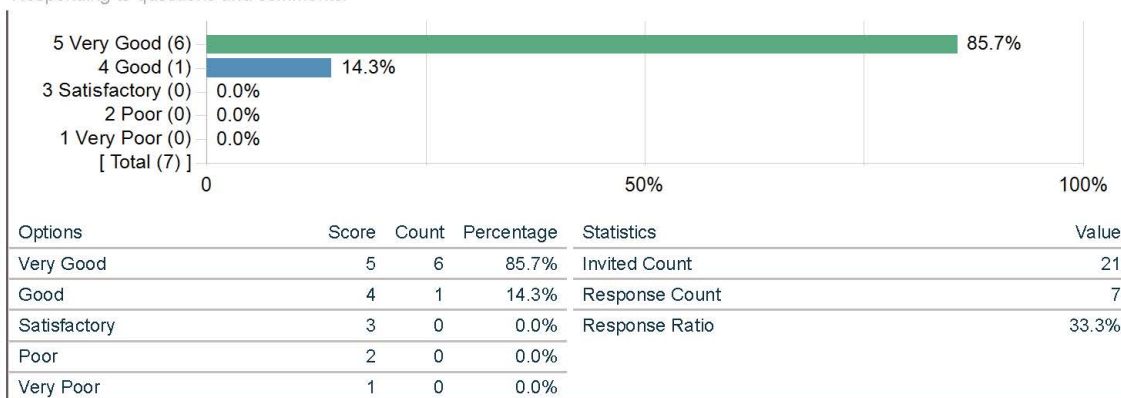 5 Very Good (6) 85.7%
4 Good (1) 14.3%
3 Satisfactory (0) 0.0%
2 Poor (0) 0.0%
1 Very Poor (0) 0.0%
[ Total (7) ]
0 50% 100%
Options Score Count Percentage Statistics Value
Very Good 5 6 85.7% Invited Count 21
Good 4 1 14.3% Response Count 7
Satisfactory 3 0 0.0% Response Ratio 33.3%
Poor 2 0 0.0%
Very Poor 1 0 0.0%